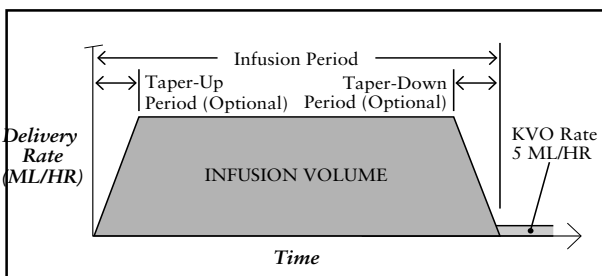 Infusion Period
Taper-Up
Period (Optional)
Taper-Down
Period (Optional)
Delivery
Rate
(ML/HR)
INFUSION VOLUME
KVO Rate
5 ML/HR
Time